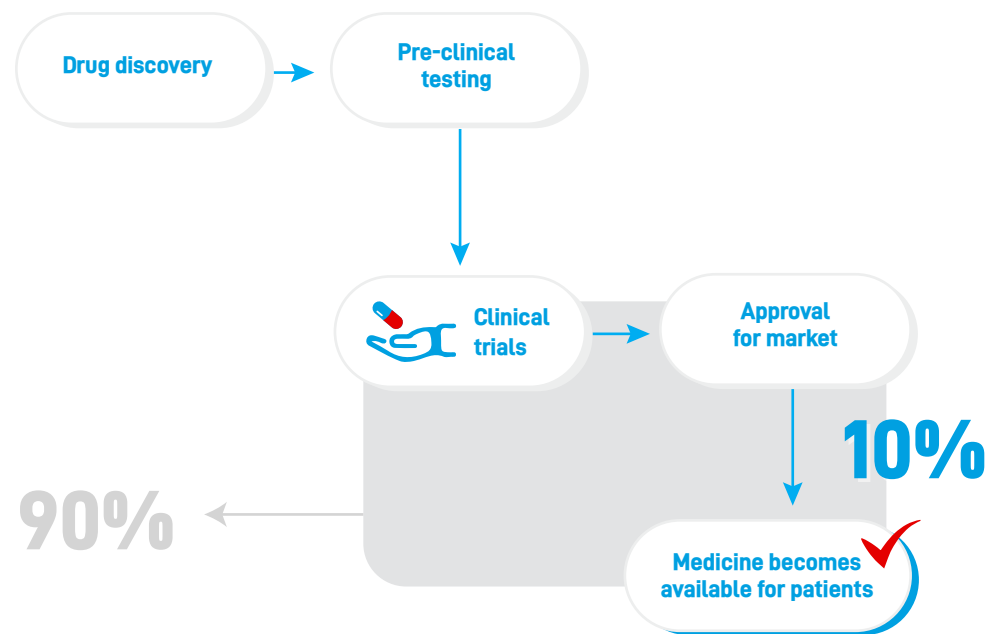 Drug discovery
Pre-clinical
testing
Clinical
trials
Approval
for market
10%
90%
Medicine becomes
available for patients